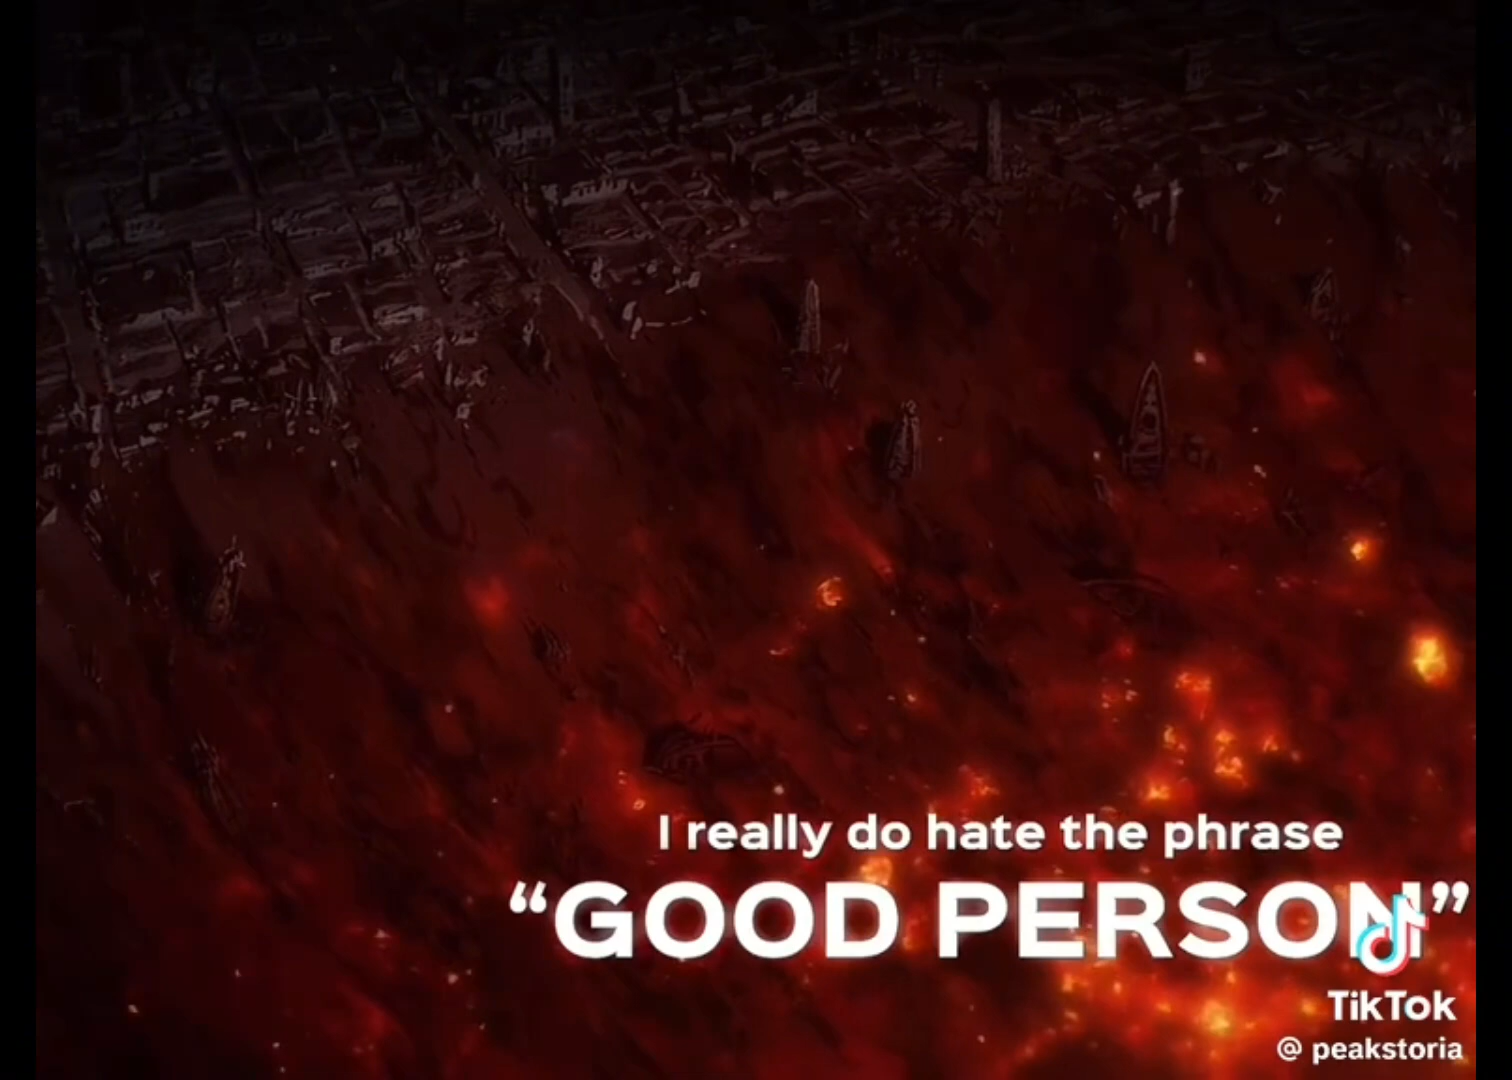 I really do hate the phrase
“GOOD PERSON”
TikTok
@ peakstoria